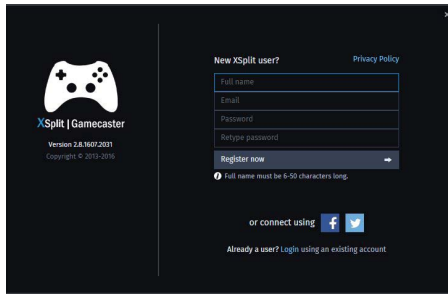 New XSplit user? Privacy Policy
Full name
Email
Password
Retype password
Register now
Full name must be 6-50 characters long.
or connect using
Already a user? Login using an existing account
XSplit | Gamecaster
Version 2.8.1607.2031
Copyright © 2013-2016